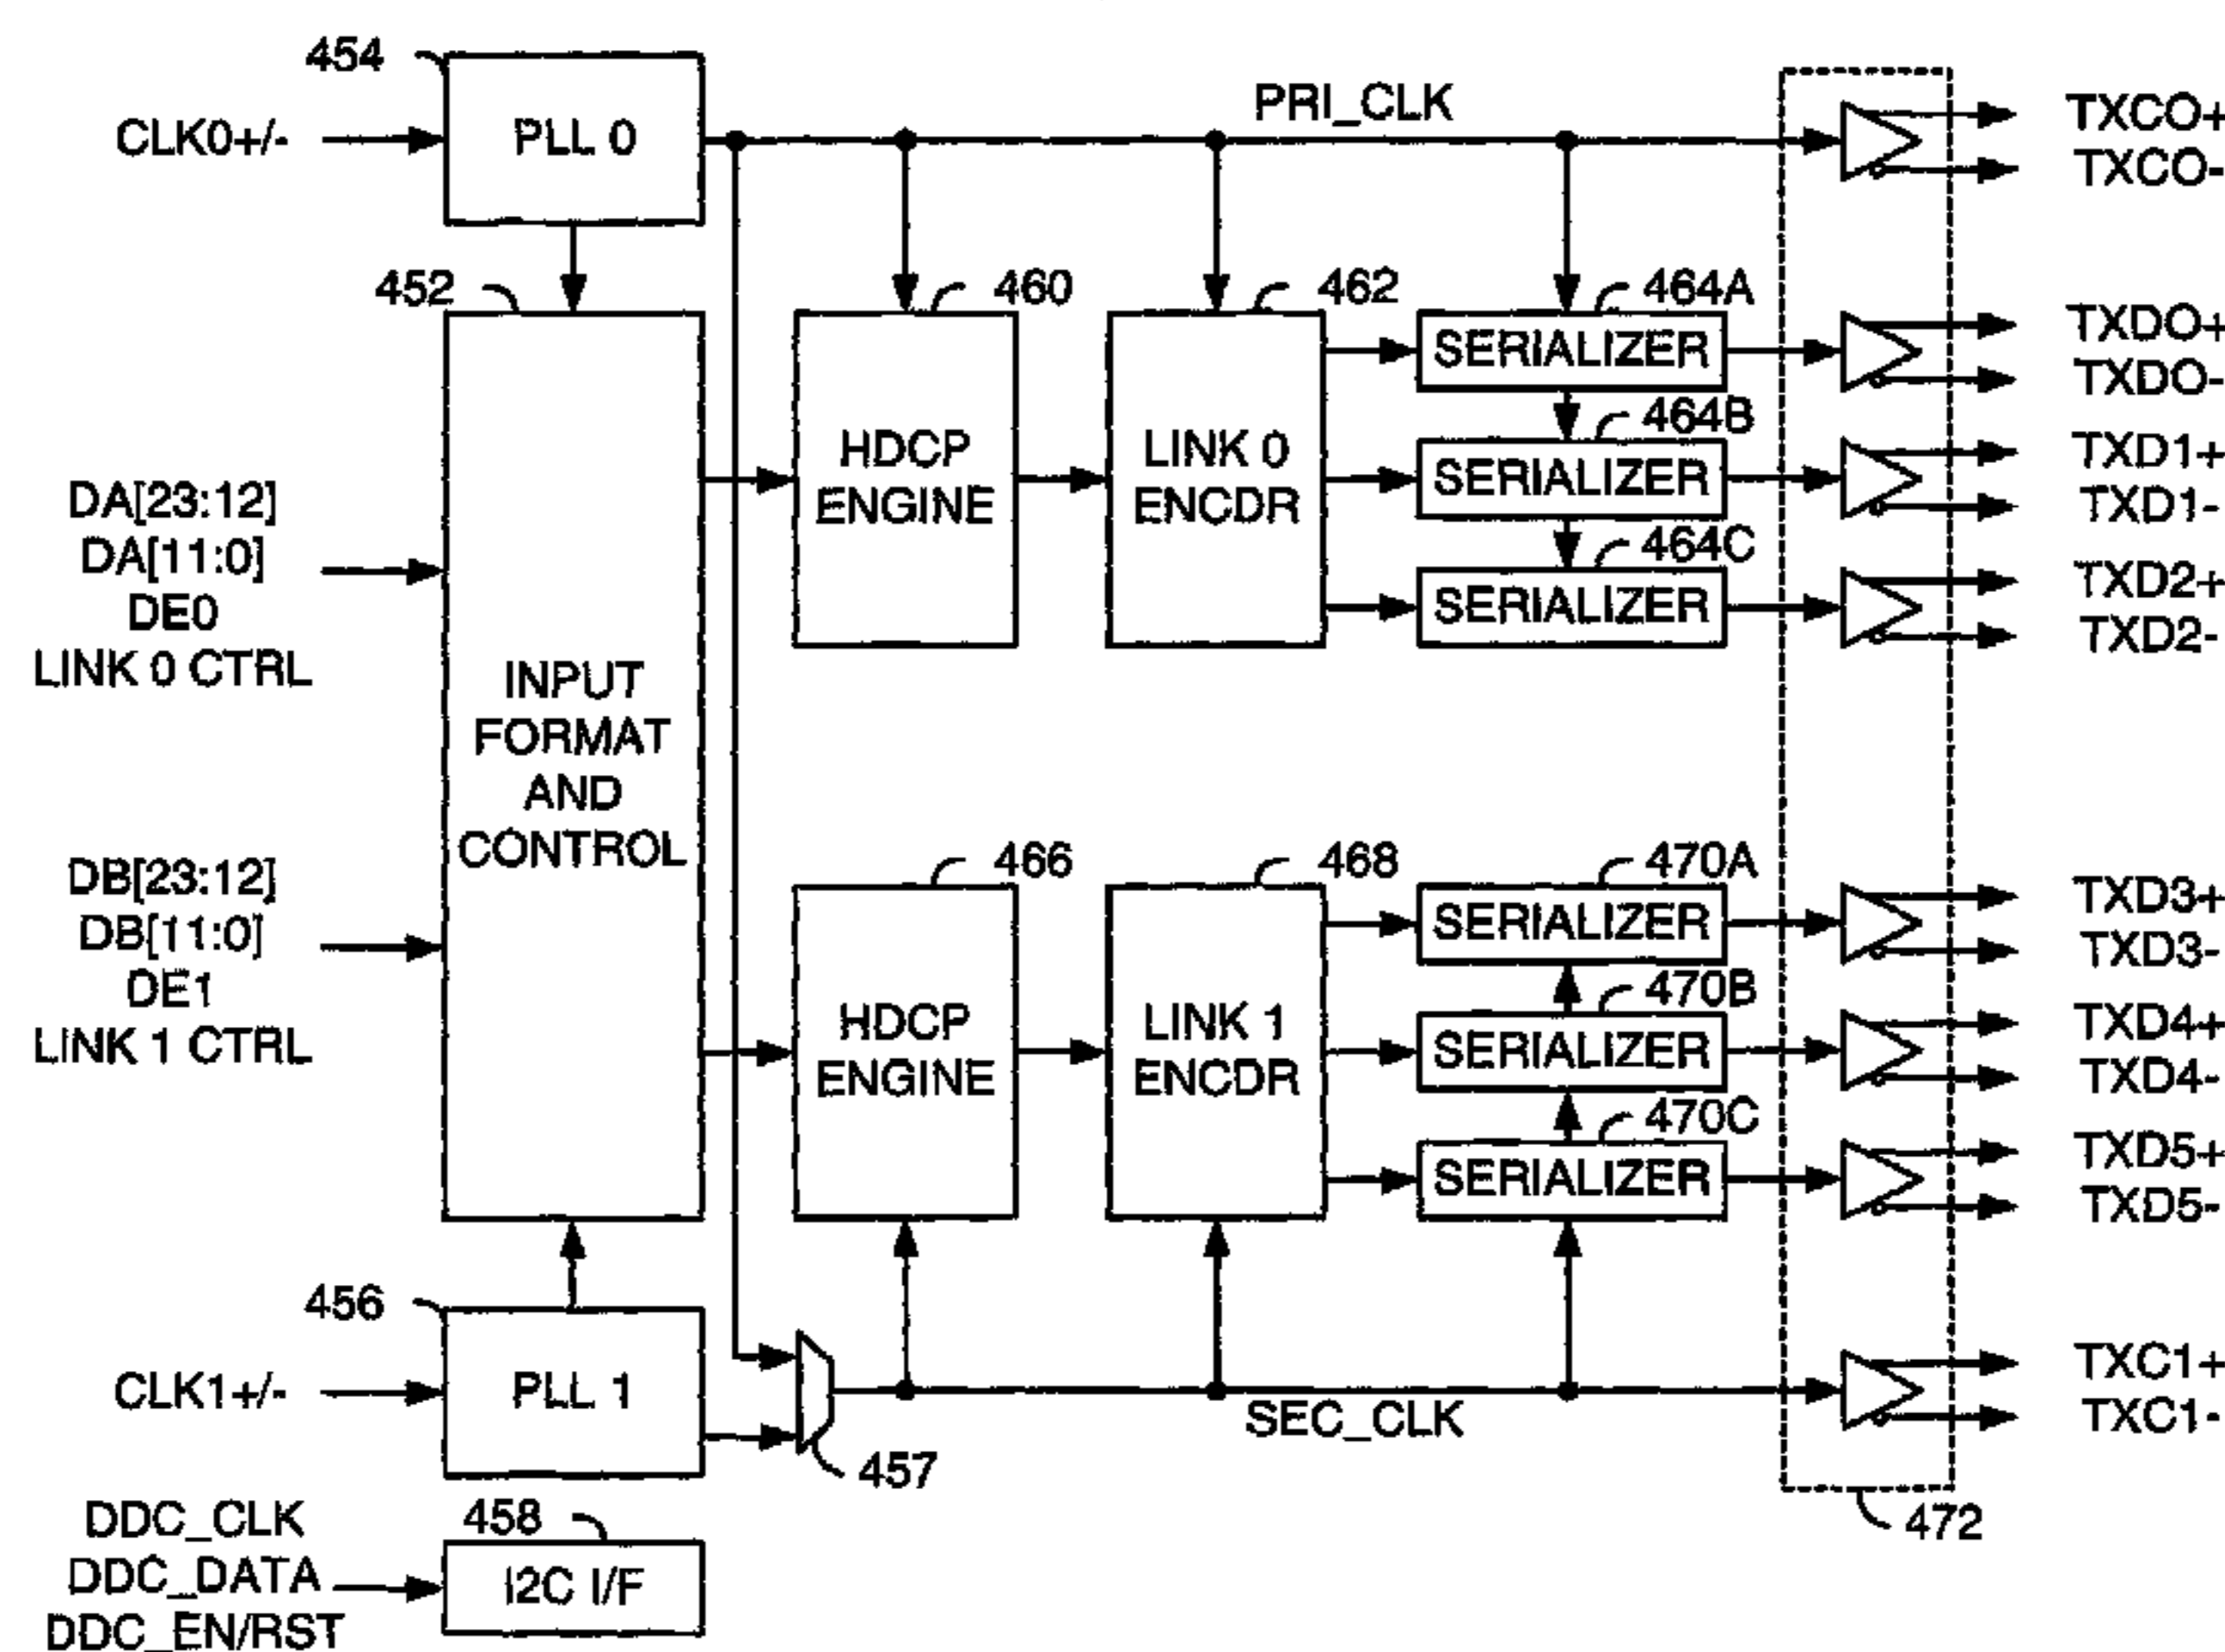 454
CLK0+/-
PLL 0
PRI_CLK
TXCO+
TXCO-
452
460
462
464A
SERIALIZER
TXDO+
TXDO-
464B
SERIALIZER
TXD1+
TXD1-
464C
SERIALIZER
TXD2+
TXD2-
HDCP
ENGINE
LINK 0
ENCDR
DA[23:12]
DA[11:0]
DE0
LINK 0 CTRL
INPUT
FORMAT
AND
CONTROL
DB[23:12]
DB[11:0]
DE1
LINK 1 CTRL
466
468
470A
SERIALIZER
TXD3+
TXD3-
HDCP
ENGINE
LINK 1
ENCDR
470B
SERIALIZER
TXD4+
TXD4-
470C
SERIALIZER
TXD5+
TXD5-
456
CLK1+/-
PLL 1
457
SEC_CLK
TXC1+
TXC1-
472
DDC_CLK
DDC_DATA
DDC_EN/RST
458
I2C I/F